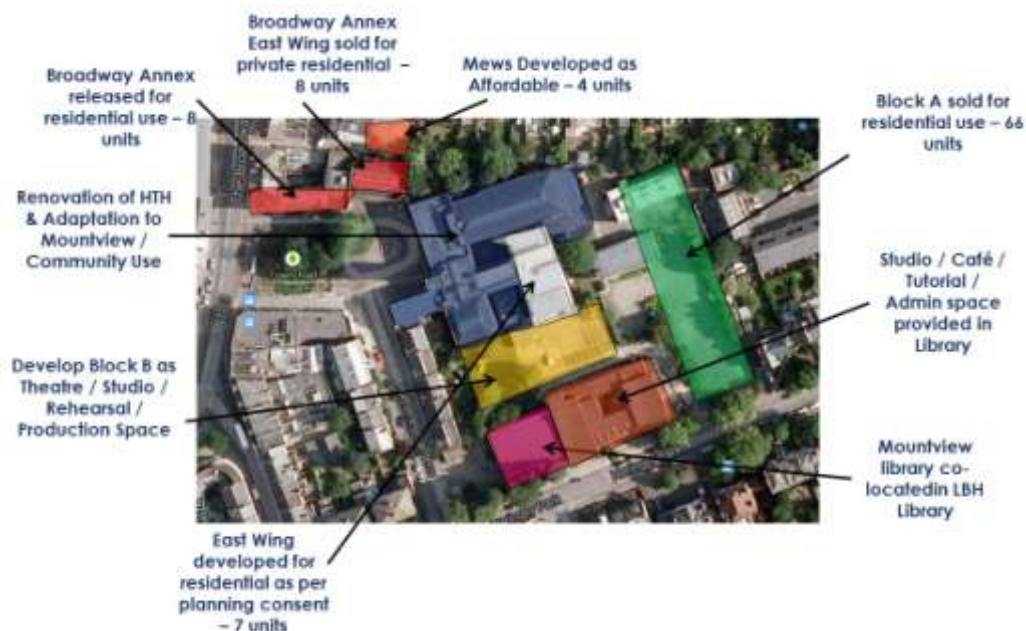 Broadway Annex
East Wing sold for
private residential –
8 units
Mews Developed as
Affordable – 4 units
Broadway Annex
released for
residential use – 8
units
Block A sold for
residential use – 66
units
Renovation of HTH
& Adaptation to
Mountview /
Community Use
Studio / Café /
Tutorial /
Admin space
provided in
Library
Develop Block B as
Theatre / Studio /
Rehearsal /
Production Space
Mountview
library co-
locatedin LBH
Library
East Wing
developed for
residential as per
planning consent
– 7 units